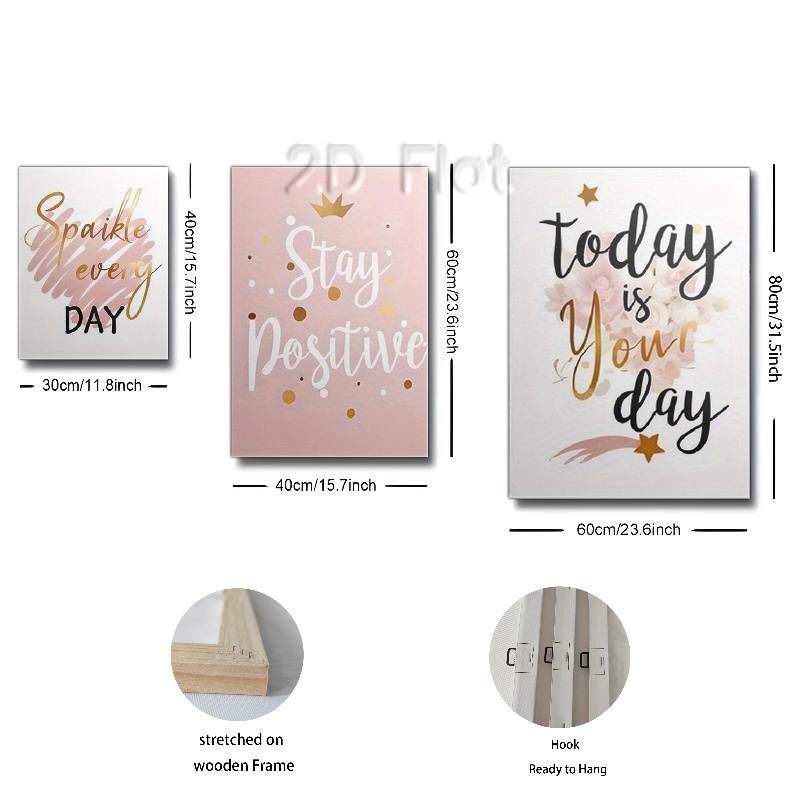 2D Flat
Sparkle
every
DAY
40cm/15.7inch
30cm/11.8inch
Stay
Positive
60cm/23.6inch
40cm/15.7inch
today
is
Your
day
80cm/31.5inch
60cm/23.6inch
stretched on
wooden Frame
Hook
Ready to Hang